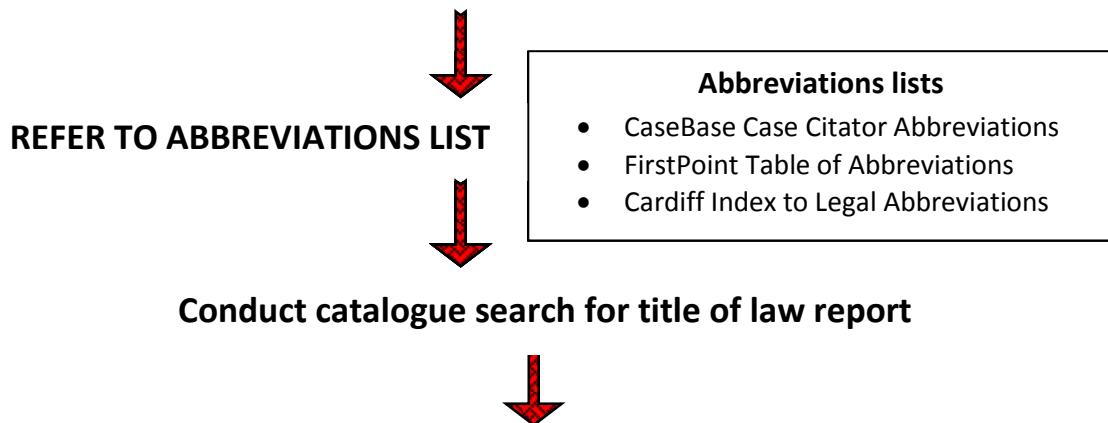 REFER TO ABBREVIATIONS LIST
Abbreviations lists
• CaseBase Case Citator Abbreviations
• FirstPoint Table of Abbreviations
• Cardiff Index to Legal Abbreviations
Conduct catalogue search for title of law report